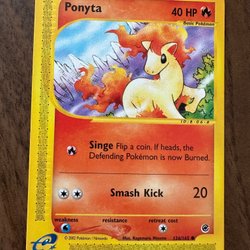 Ponyta 40 HP
Basic Pokémon
Singe Flip a coin. If heads, the
Defending Pokémon is now Burned.
Smash Kick 20
weakness resistance retreat cost
e